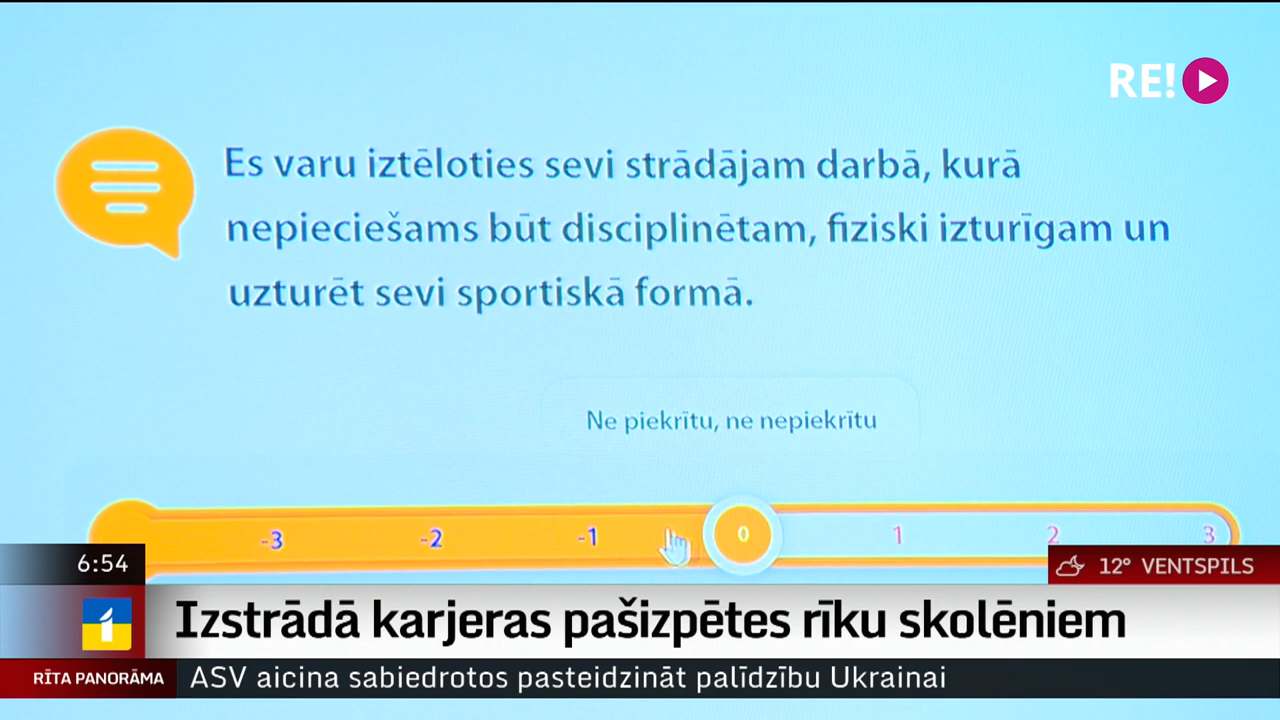 RE!
Es varu iztēloties sevi strādājam darbā, kurā
nepieciešams būt disciplinētam, fiziski izturīgam un
uzturēt sevi sportiskā formā.
Ne piekrītu, ne nepiekrītu
-3 -2 -1 0 1 2 3
6:54
12° VENTSPILS
1
Izstrādā karjeras pašizpētes rīku skolēniem
RĪTA PANORĀMA
ASV aicina sabiedrotos pasteidzināt palīdzību Ukrainai